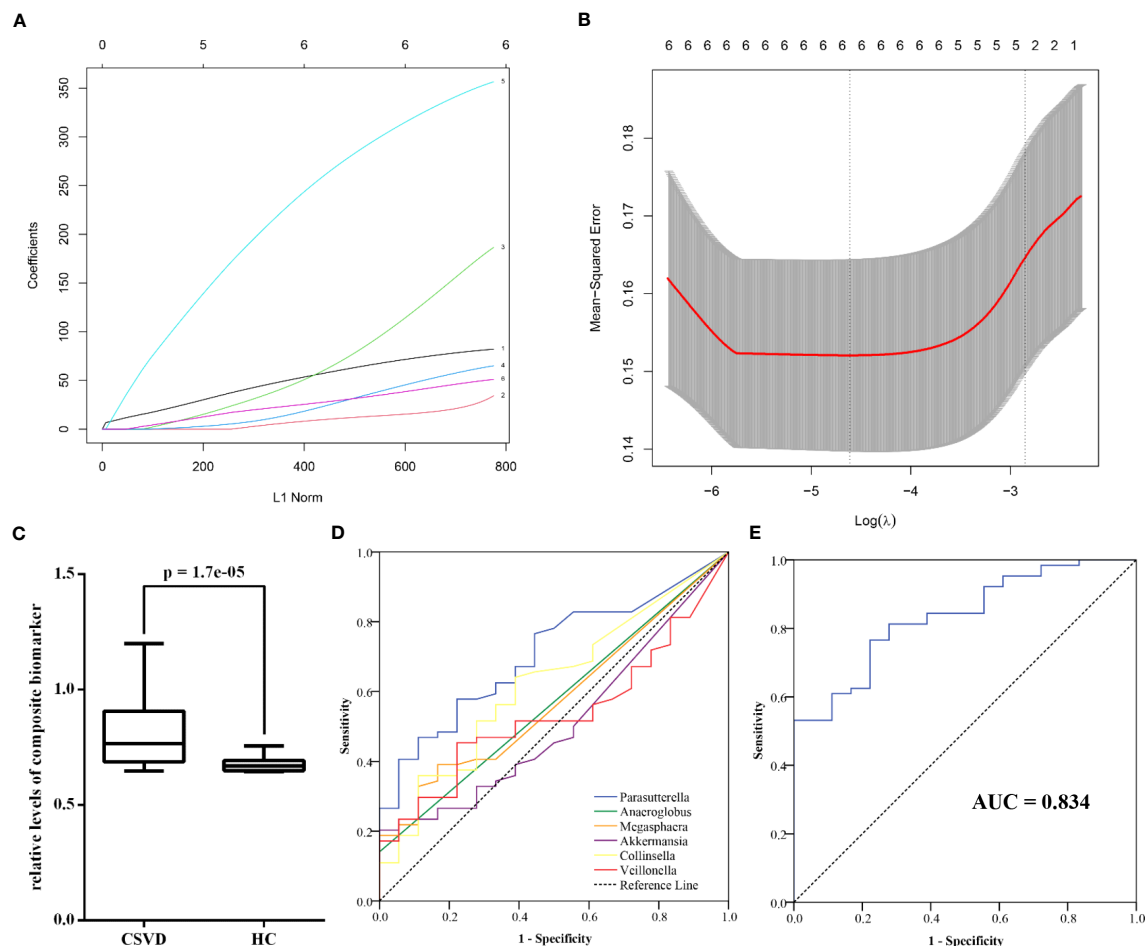 A
0 5 6 6 6
350
300
250
200
150
100
50
0
Coefficients
5
3
1
4
6
2
0 200 400 600 800
L1 Norm
B
6 6 6 6 6 6 6 6 6 6 6 6 6 6 5 5 5 5 2 2 1
0.18
0.17
0.16
0.15
0.14
Mean−Squared Error
−6 −5 −4 −3
Log(λ)
C
p = 1.7e-05
1.5
1.0
0.5
0.0
relative levels of composite biomarker
CSVD HC
D
1.0
0.8
0.6
0.4
0.2
0.0
Sensitivity
Parasutterella
Anaeroglobus
Megasphaera
Akkermansia
Collinsella
Veillonella
Reference Line
0.0 0.2 0.4 0.6 0.8 1.0
1 - Specificity
E
1.0
0.8
0.6
0.4
0.2
0.0
Sensitivity
AUC = 0.834
0.0 0.2 0.4 0.6 0.8 1.0
1 - Specificity